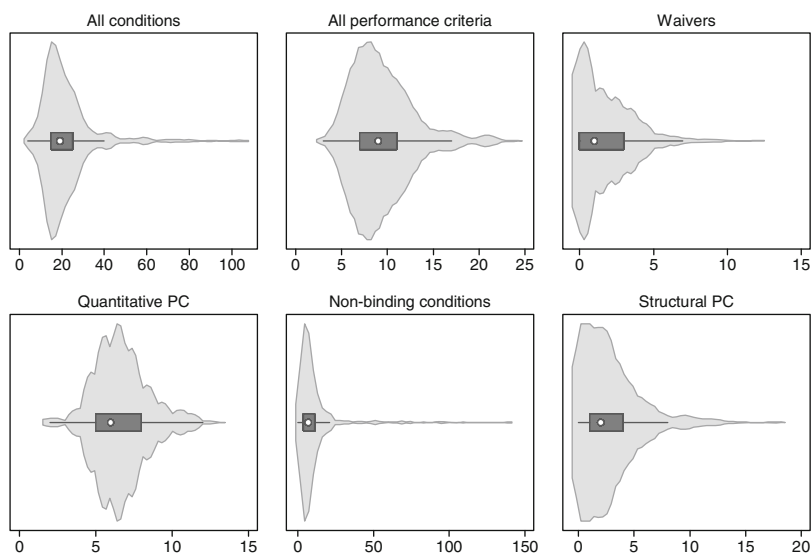 All conditions
All performance criteria
Waivers
0 20 40 60 80 100
0 5 10 15 20 25
0 5 10 15
Quantitative PC
Non-binding conditions
Structural PC
0 5 10 15
0 50 100 150
0 5 10 15 20